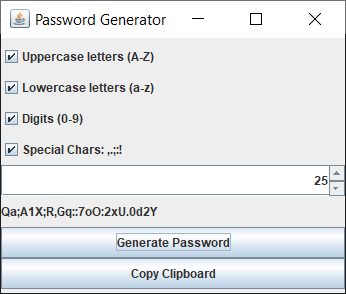 Password Generator
Uppercase letters (A-Z)
Lowercase letters (a-z)
Digits (0-9)
Special Chars: ,.;:!
25
Qa;A1X;R,Gq::7oO:2xU.0d2Y
Generate Password
Copy Clipboard